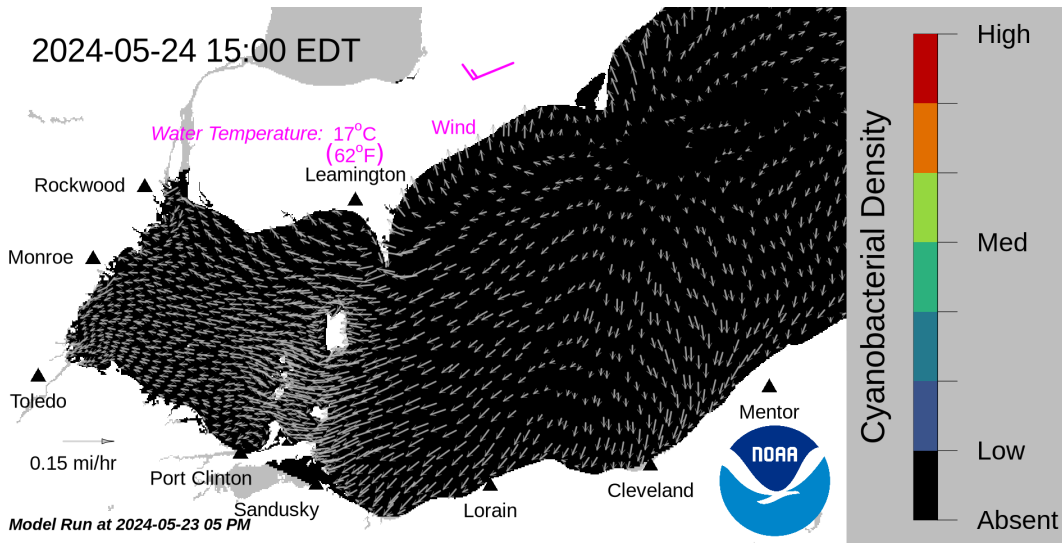 2024-05-24 15:00 EDT
High
Cyanobacterial Density
Wind
Water Temperature: 17°C
(62°F)
Leamington
Rockwood
Med
Monroe
Toledo
Mentor
0.15 mi/hr
NOAA
Low
Port Clinton
Cleveland
Sandusky
Lorain
Model Run at 2024-05-23 05 PM
Absent